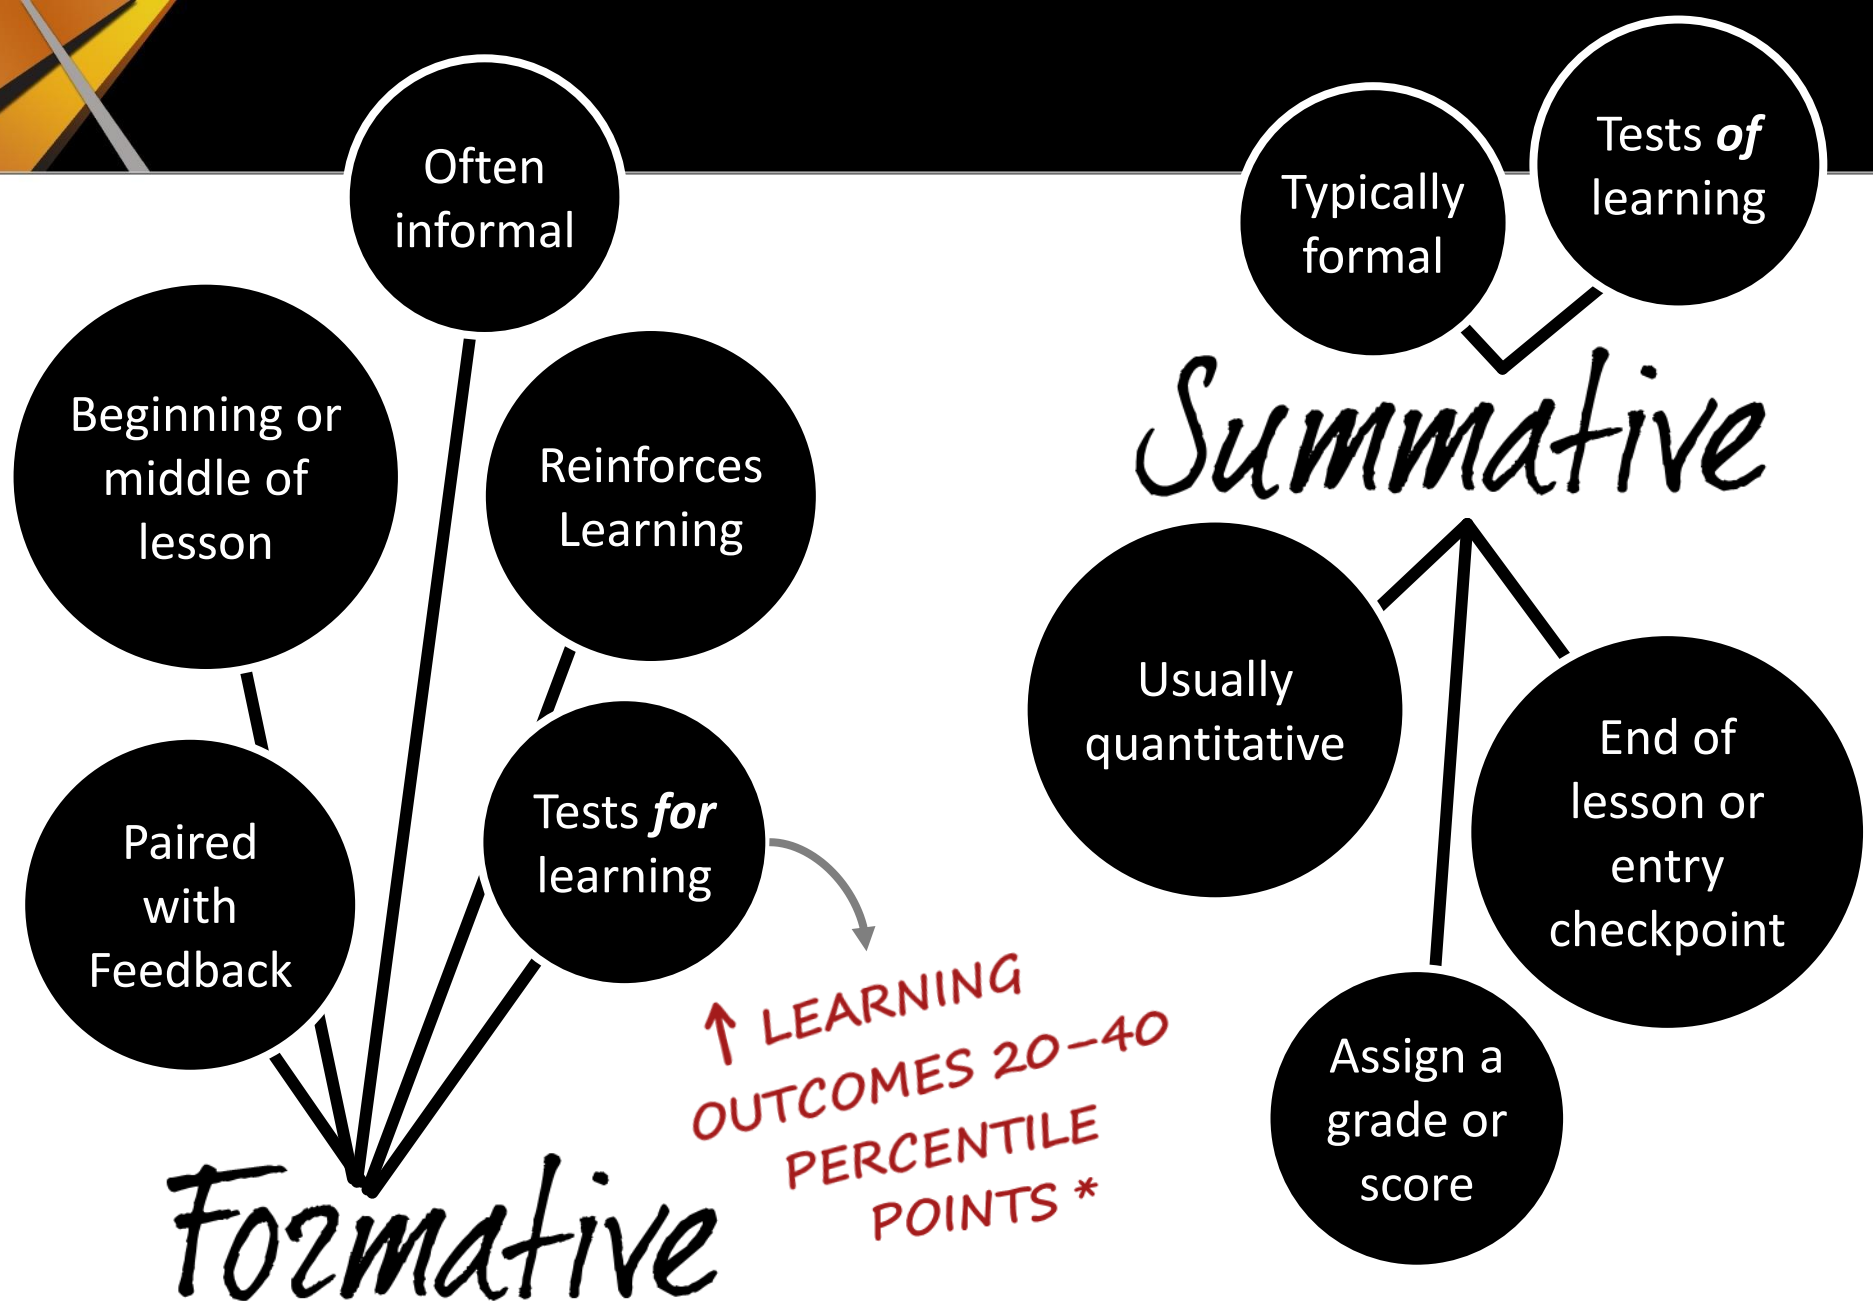 Often
informal
Beginning or
middle of
lesson
Reinforces
Learning
Paired
with
Feedback
Tests for
learning
↑ LEARNING
OUTCOMES 20–40
PERCENTILE
POINTS *
Formative
Typically
formal
Tests of
learning
Summative
Usually
quantitative
End of
lesson or
entry
checkpoint
Assign a
grade or
score